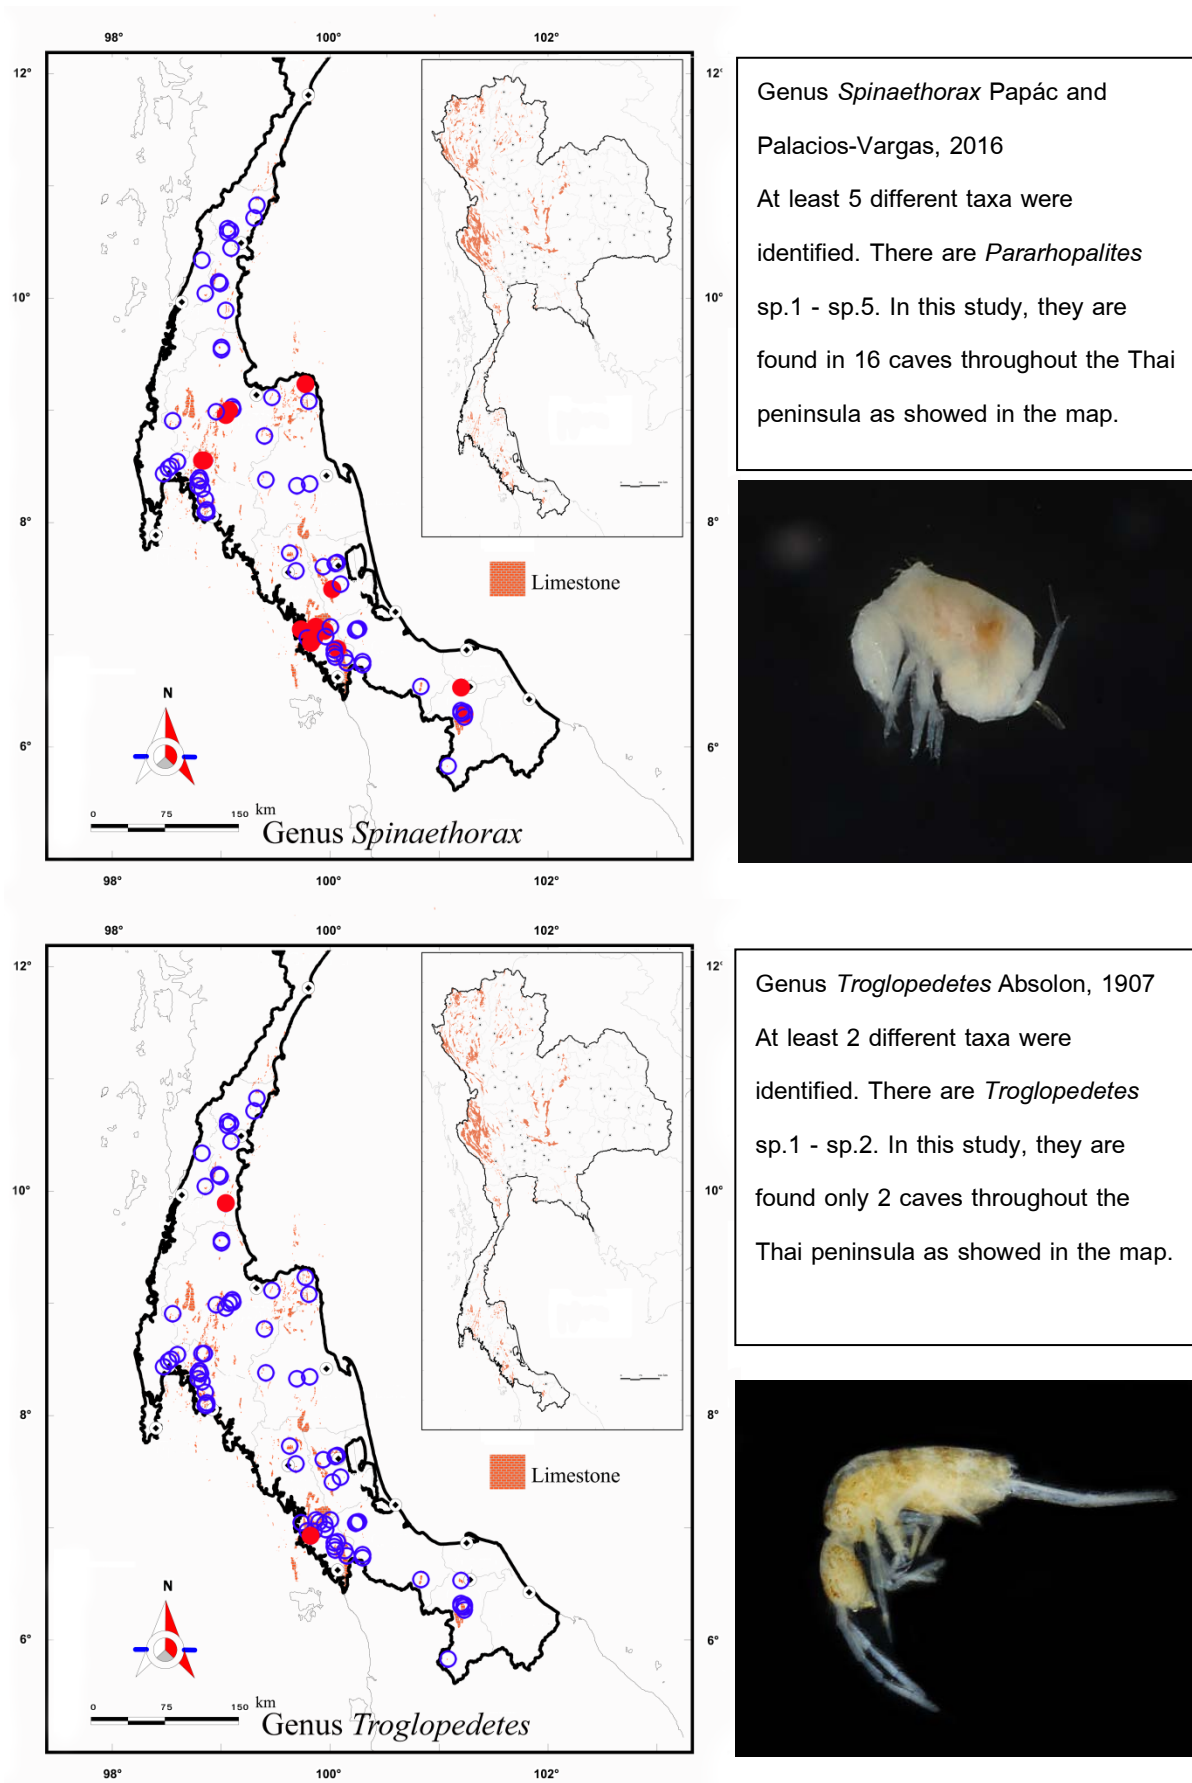 98°
100°
102°
12°
12‹
10°
8°
6°
Limestone
N
0
75
150
km
Genus Spinaethorax
98°
100°
102°
Genus Spinaethorax Papác and
Palacios-Vargas, 2016
At least 5 different taxa were
identified. There are Pararhopalites
sp.1 - sp.5. In this study, they are
found in 16 caves throughout the Thai
peninsula as showed in the map.
98°
100°
102°
12°
12‹
10°
8°
6°
Limestone
N
0
75
150
km
Genus Troglopedetes
98°
100°
102°
Genus Troglopedetes Absolon, 1907
At least 2 different taxa were
identified. There are Troglopedetes
sp.1 - sp.2. In this study, they are
found only 2 caves throughout the
Thai peninsula as showed in the map.